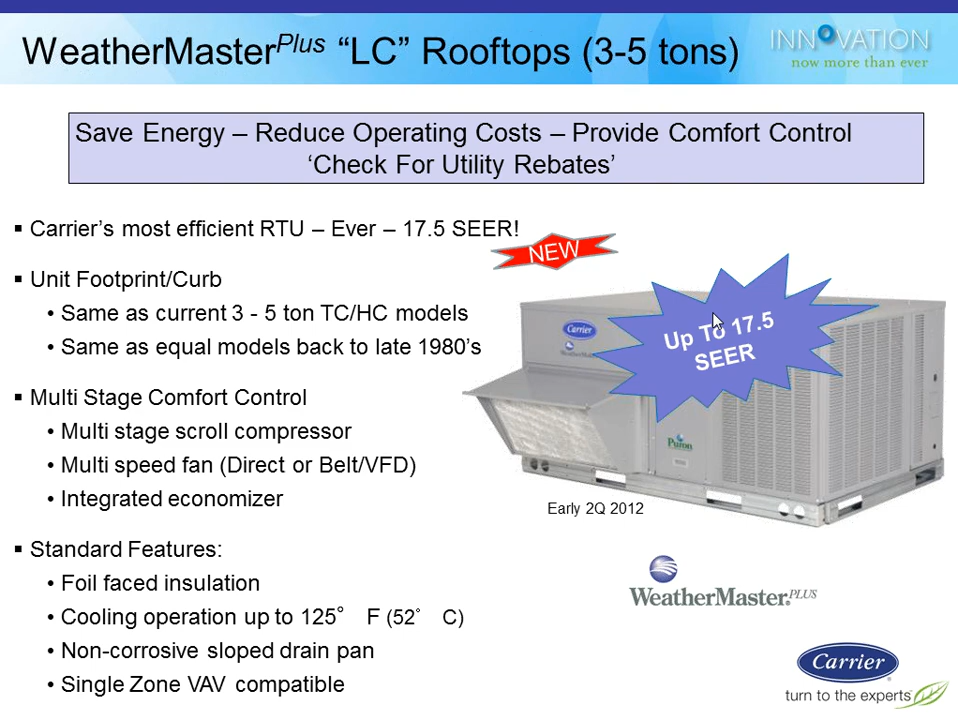 WeatherMasterPlus “LC” Rooftops (3-5 tons)
INNOVATION
now more than ever
Save Energy – Reduce Operating Costs – Provide Comfort Control
‘Check For Utility Rebates’
▪ Carrier’s most efficient RTU – Ever – 17.5 SEER!
NEW
▪ Unit Footprint/Curb
• Same as current 3 - 5 ton TC/HC models
• Same as equal models back to late 1980’s
▪ Multi Stage Comfort Control
• Multi stage scroll compressor
• Multi speed fan (Direct or Belt/VFD)
• Integrated economizer
▪ Standard Features:
• Foil faced insulation
• Cooling operation up to 125° F (52° C)
• Non-corrosive sloped drain pan
• Single Zone VAV compatible
Up To 17.5
SEER
Carrier
Puron
Early 2Q 2012
WeatherMaster.PLUS
Carrier
turn to the experts